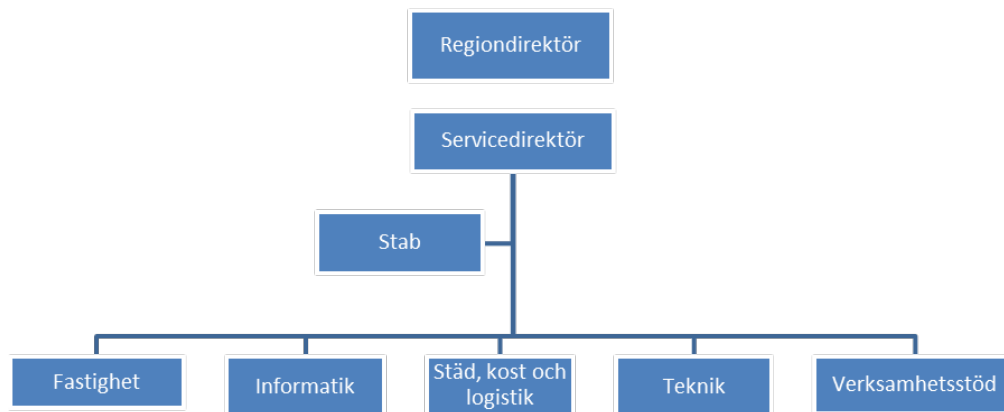 Regiondirektör
Servicedirektör
Stab
Fastighet
Informatik
Städ, kost och
logistik
Teknik
Verksamhetsstöd